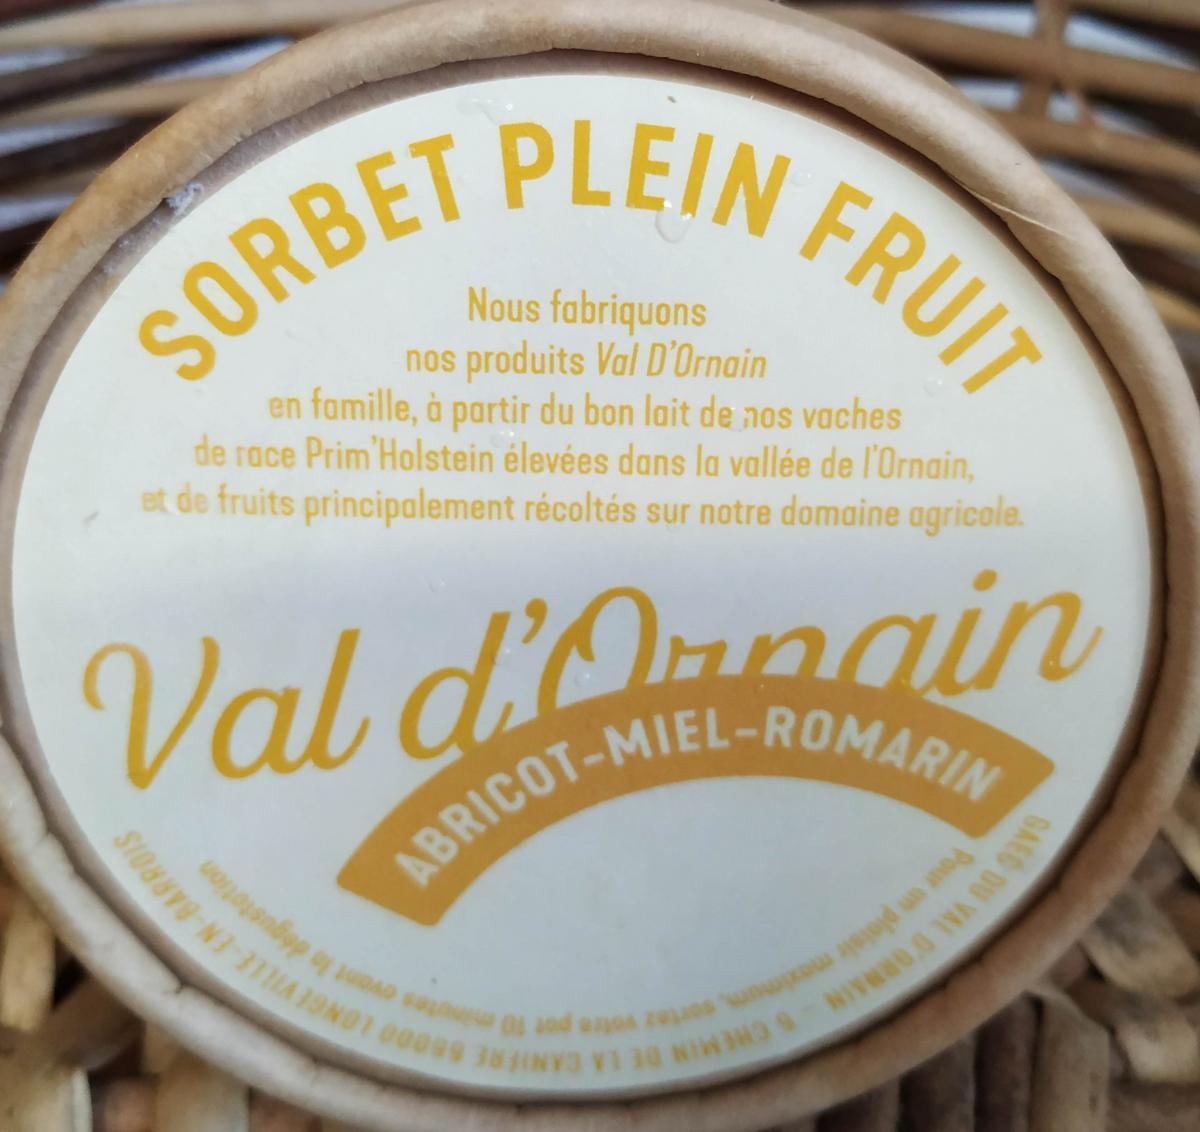 SORBET PLEIN FRUIT
Nous fabriquons
nos produits Val D'Ornain
en famille, à partir du bon lait de nos vaches
de race Prim'Holstein élevées dans la vallée de l'Ornain,
et de fruits principalement récoltés sur notre domaine agricole.
Val d'Ornain
ABRICOT-MIEL-ROMARIN
Pour un plaisir maximum, sortez votre pot 10 minutes avant la dégustation
GAEC DU VAL D'ORNAIN - 5 CHEMIN DE LA CANIÈRE 55000 LONGEVILLE-EN-BARROIS